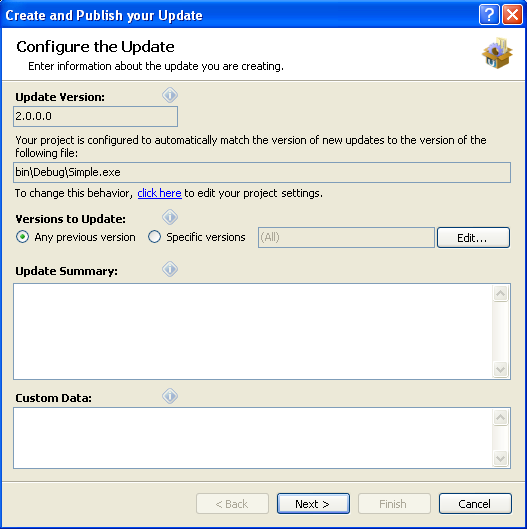 Create and Publish your Update
Configure the Update
Enter information about the update you are creating.
Update Version:
2.0.0.0
Your project is configured to automatically match the version of new updates to the version of the
following file:
bin\Debug\Simple.exe
To change this behavior, click here to edit your project settings.
Versions to Update:
Any previous version Specific versions (All) Edit...
Update Summary:
Custom Data:
< Back Next > Finish Cancel